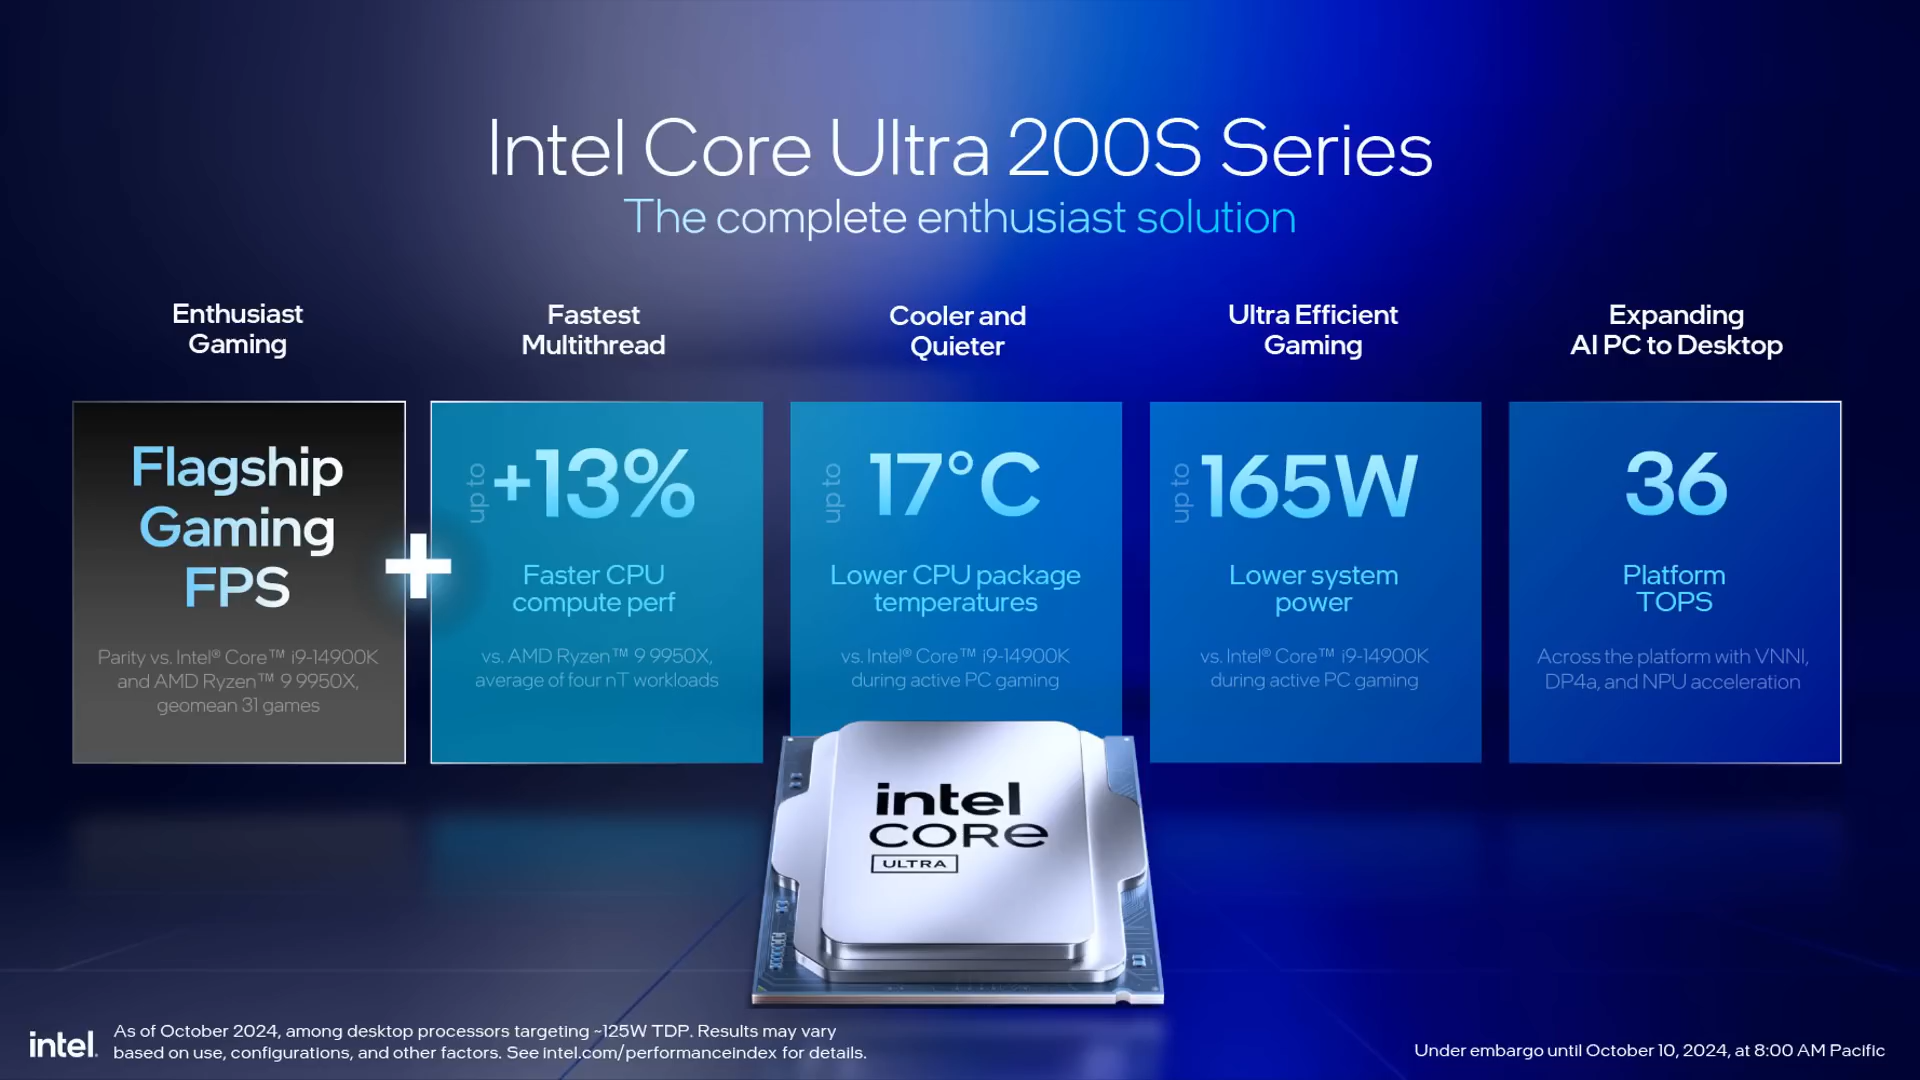 Intel Core Ultra 200S Series
The complete enthusiast solution
Enthusiast
Gaming
Flagship
Gaming
FPS
Parity vs. Intel® Core™ i9-14900K
and AMD Ryzen™ 9 9950X,
geomean 31 games
+
Fastest
Multithread
up to +13%
Faster CPU
compute perf
vs. AMD Ryzen™ 9 9950X,
average of four nT workloads
Cooler and
Quieter
up to 17°C
Lower CPU package
temperatures
vs. Intel® Core™ i9-14900K
during active PC gaming
Ultra Efficient
Gaming
up to 165W
Lower system
power
vs. Intel® Core™ i9-14900K
during active PC gaming
Expanding
AI PC to Desktop
36
Platform
TOPS
Across the platform with VNNI,
DP4a, and NPU acceleration
intel
CORE
ULTRA
intel.
As of October 2024, among desktop processors targeting ~125W TDP. Results may vary
based on use, configurations, and other factors. See intel.com/performanceindex for details.
Under embargo until October 10, 2024, at 8:00 AM Pacific